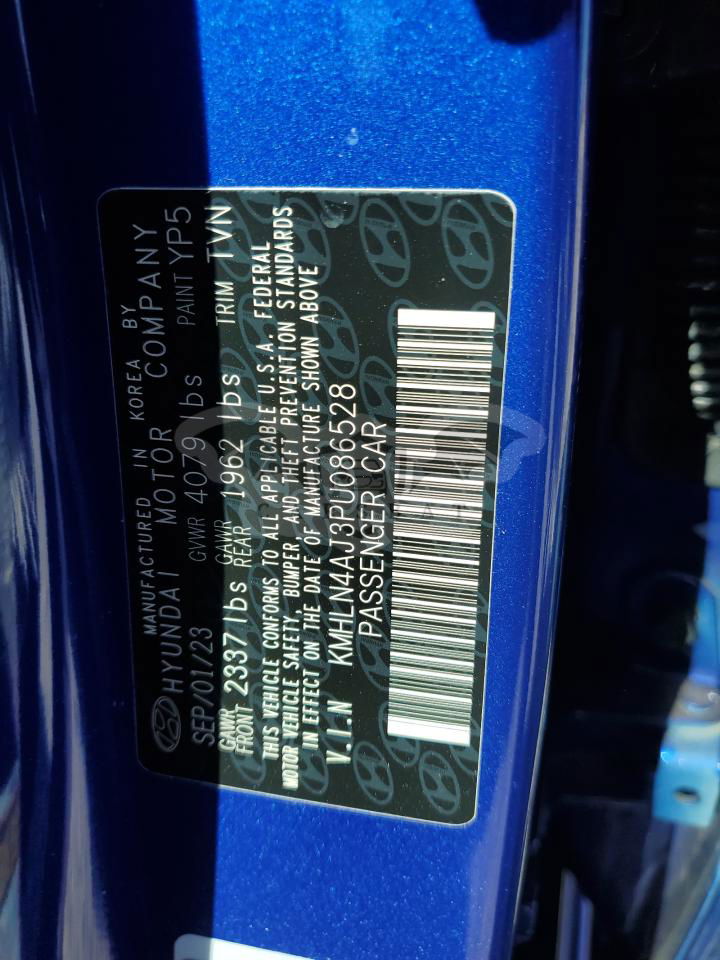 MANUFACTURED IN KOREA BY
HYUNDAI MOTOR COMPANY
SEP/01/23 GVWR 4079 lbs PAINT YP5
GAWR FRONT 2337 lbs GAWR REAR 1962 lbs TRIM TVN
THIS VEHICLE CONFORMS TO ALL APPLICABLE U.S.A. FEDERAL
MOTOR VEHICLE SAFETY, BUMPER, AND THEFT PREVENTION STANDARDS
IN EFFECT ON THE DATE OF MANUFACTURE SHOWN ABOVE
V.I.N KMHLN4AJ3PU086528
PASSENGER CAR